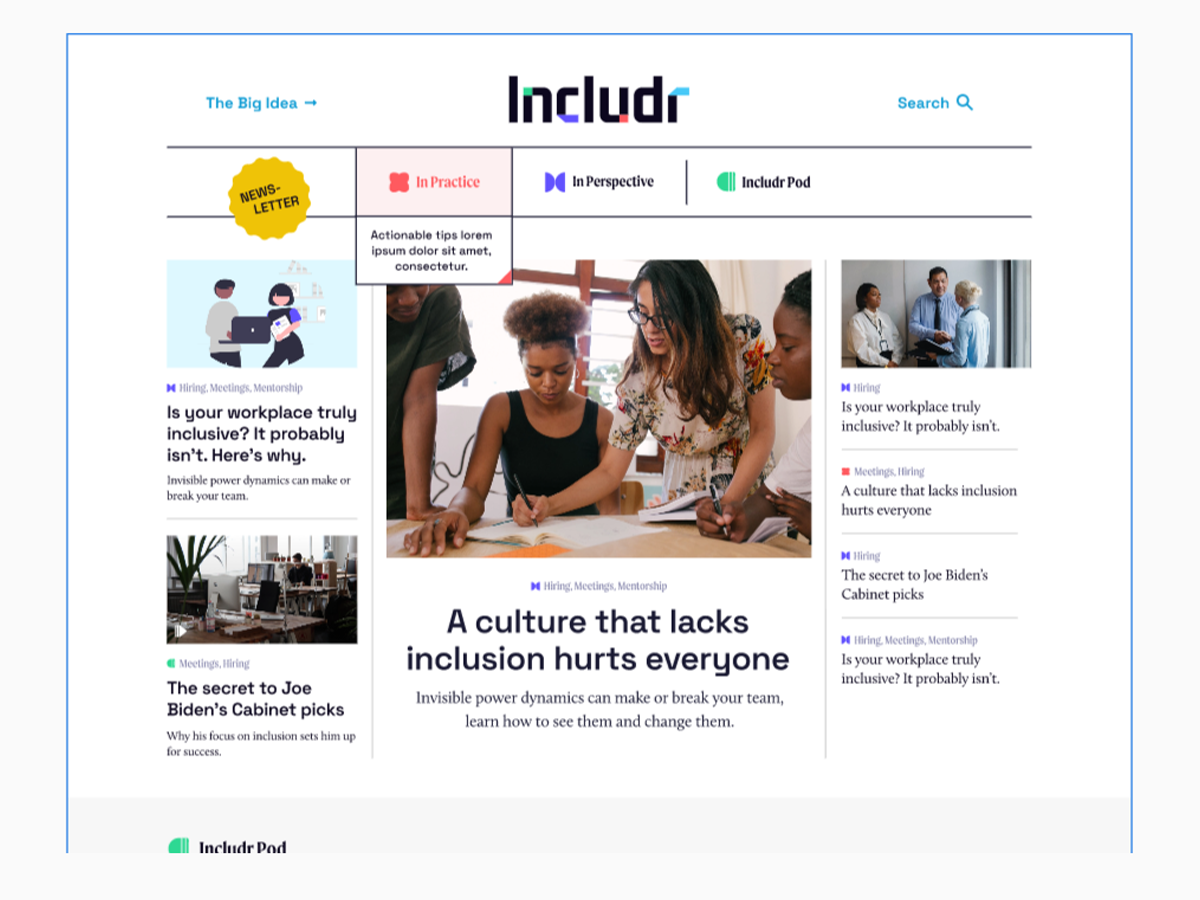 The Big Idea →
Includr
Search
NEWS-
LETTER
In Practice
In Perspective
Includr Pod
Actionable tips lorem
ipsum dolor sit amet,
consectetur.
Hiring, Meetings, Mentorship
Is your workplace truly
inclusive? It probably
isn't. Here's why.
Invisible power dynamics can make or
break your team.
Meetings, Hiring
The secret to Joe
Biden's Cabinet picks
Why his focus on inclusion sets him up
for success.
Hiring, Meetings, Mentorship
A culture that lacks
inclusion hurts everyone
Invisible power dynamics can make or break your team,
learn how to see them and change them.
Hiring
Is your workplace truly
inclusive? It probably isn't.
Meetings, Hiring
A culture that lacks inclusion
hurts everyone
Hiring
The secret to Joe Biden's
Cabinet picks
Hiring, Meetings, Mentorship
Is your workplace truly
inclusive? It probably isn't.
Includr Pod